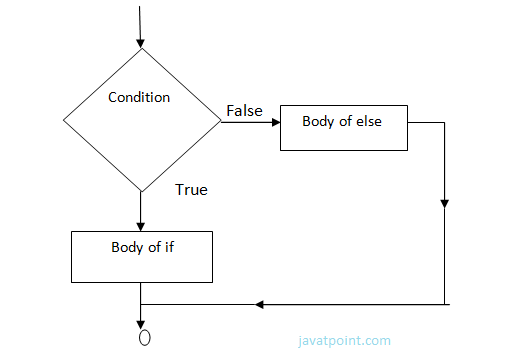 Condition
False
Body of else
True
Body of if
javatpoint.com